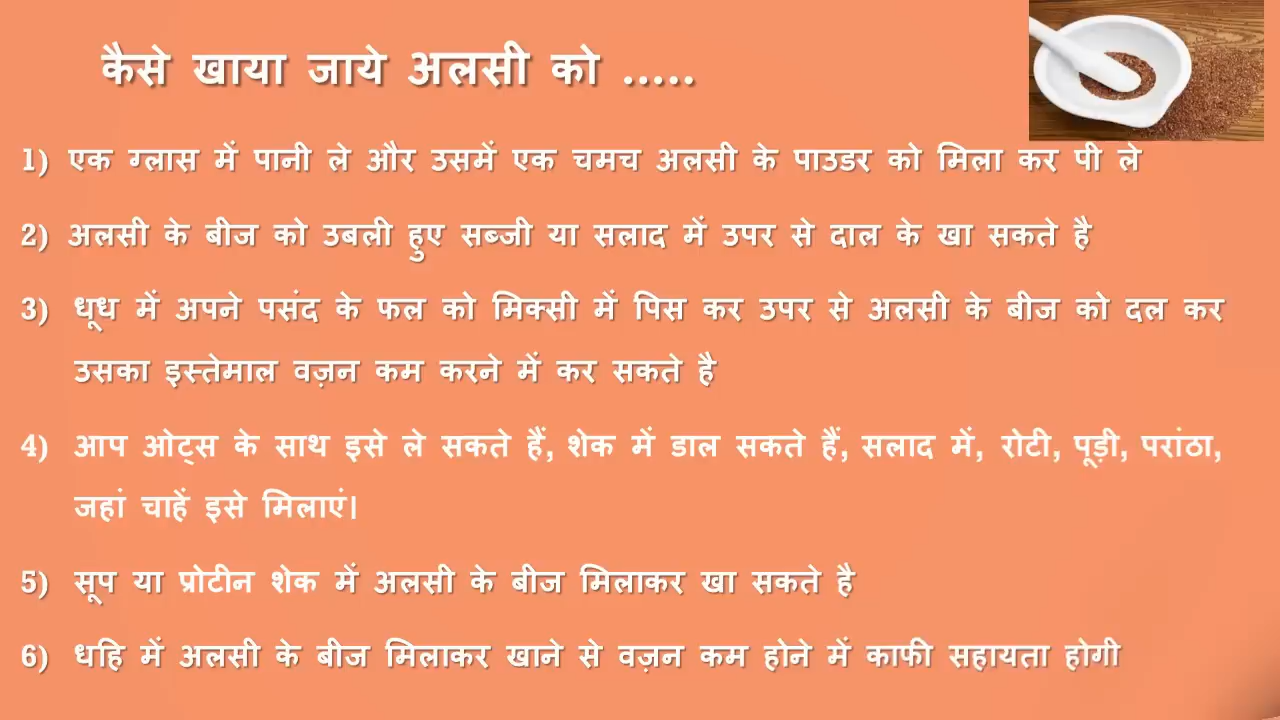 कैसे खाया जाये अलसी को .....
1) एक ग्लास में पानी ले और उसमें एक चमच अलसी के पाउडर को मिला कर पी ले
2) अलसी के बीज को उबली हुए सब्जी या सलाद में उपर से दाल के खा सकते है
3) धूध में अपने पसंद के फल को मिक्सी में पिस कर उपर से अलसी के बीज को दल कर
उसका इस्तेमाल वज़न कम करने में कर सकते है
4) आप ओट्स के साथ इसे ले सकते हैं, शेक में डाल सकते हैं, सलाद में, रोटी, पूड़ी, परांठा,
जहां चाहें इसे मिलाएं।
5) सूप या प्रोटीन शेक में अलसी के बीज मिलाकर खा सकते है
6) धहि में अलसी के बीज मिलाकर खाने से वज़न कम होने में काफी सहायता होगी